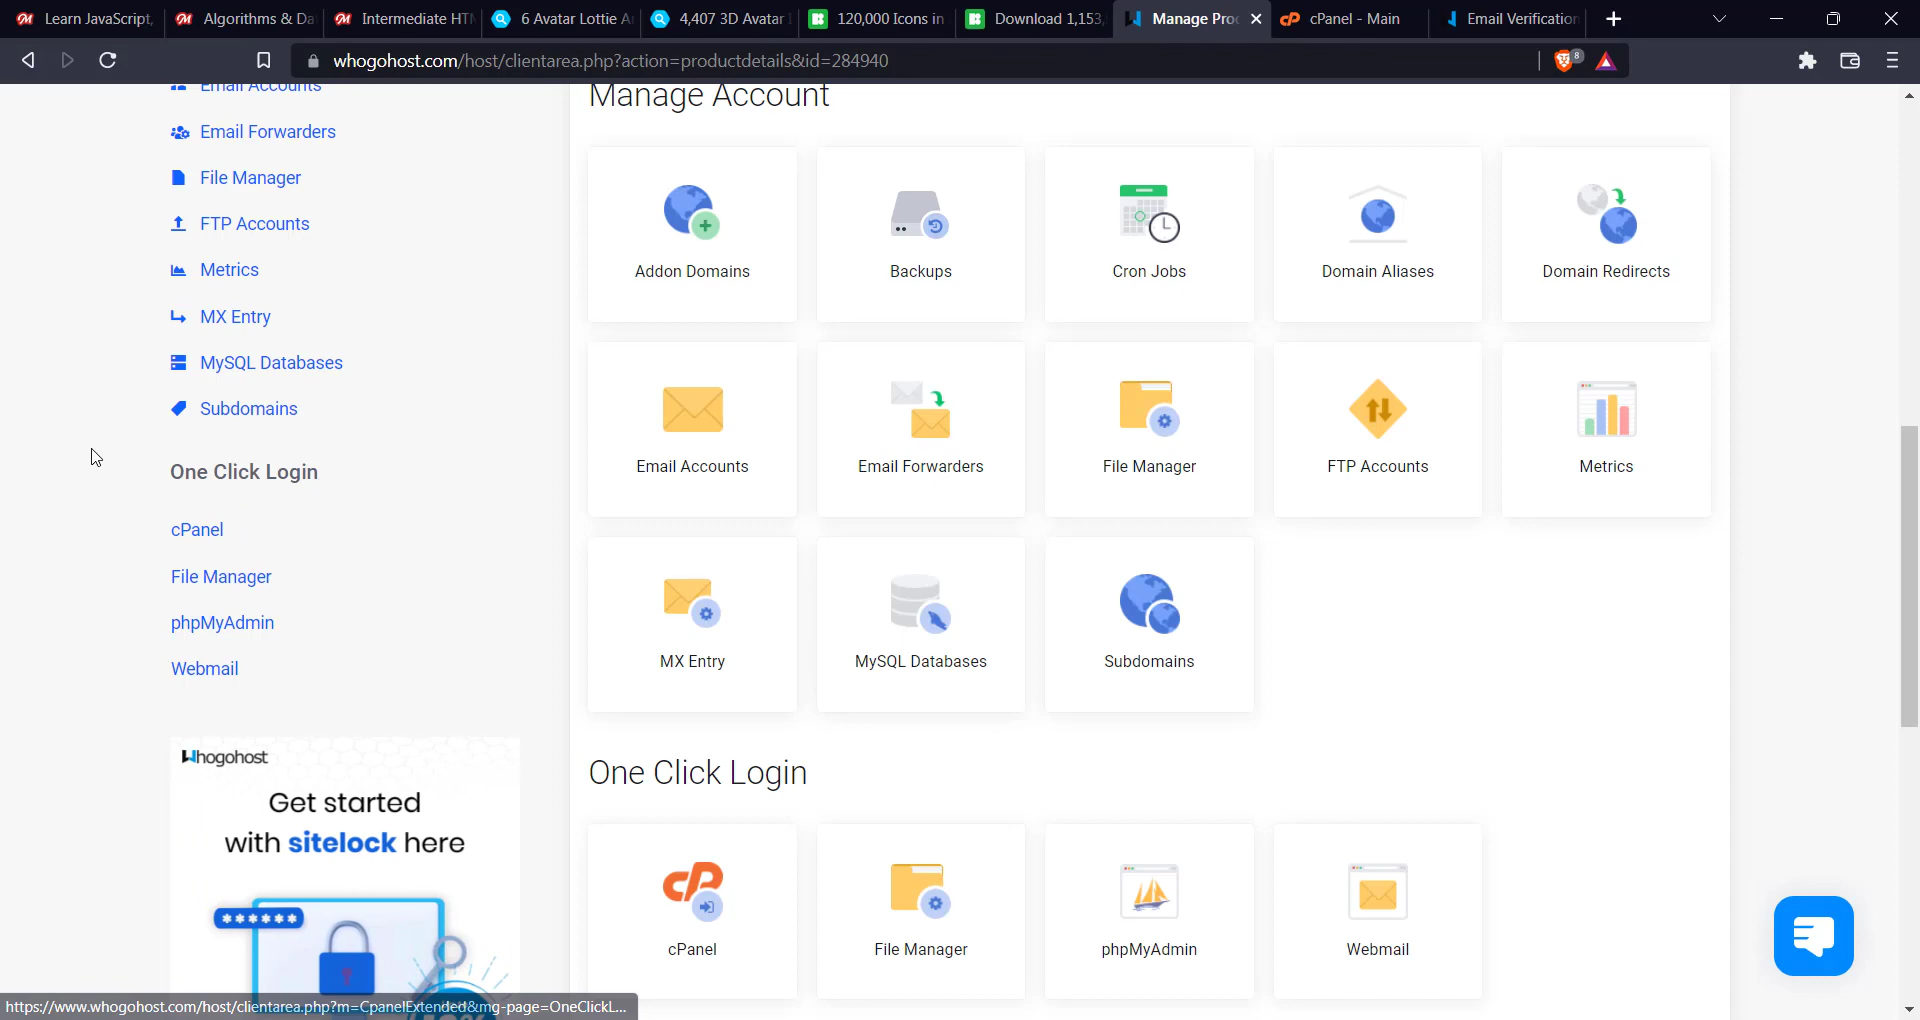 Learn JavaScript,
Algorithms & Da
Intermediate HT
6 Avatar Lottie A
4,407 3D Avatar
120,000 Icons in
Download 1,153,
Manage Pro
cPanel - Main
Email Verification
whogohost.com/host/clientarea.php?action=productdetails&id=284940
8
Email Accounts
Email Forwarders
File Manager
FTP Accounts
Metrics
MX Entry
MySQL Databases
Subdomains
One Click Login
cPanel
File Manager
phpMyAdmin
Webmail
Whogohost
Get started
with sitelock here
******
https://www.whogohost.com/host/clientarea.php?m=CpanelExtended&mg-page=OneClickL...
Manage Account
Addon Domains
Backups
Cron Jobs
Domain Aliases
Domain Redirects
Email Accounts
Email Forwarders
File Manager
FTP Accounts
Metrics
MX Entry
MySQL Databases
Subdomains
One Click Login
cP
cPanel
File Manager
phpMyAdmin
Webmail